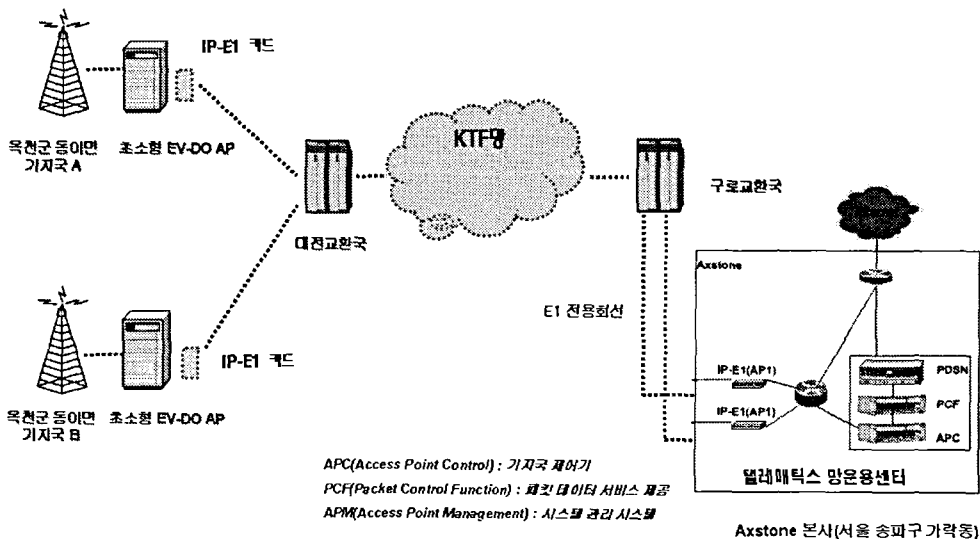 IP-E1 카드
옥천군 동이면
기지국 A
초소형 EV-DO AP
KTF망
대전교환국
구로교환국
Axstone
E1 전용회선
IP-E1 카드
옥천군 동이면
기지국 B
초소형 EV-DO AP
IP-E1(AP1)
IP-E1(AP1)
PDSN
PCF
APC
텔레매틱스 망운용센터
APC(Access Point Control) : 기지국 제어기
PCF(Packet Control Function) : 패킷 데이터 서비스 제공
APM(Access Point Management) : 시스템 관리 시스템
Axstone 본사(서울 송파구 가락동)